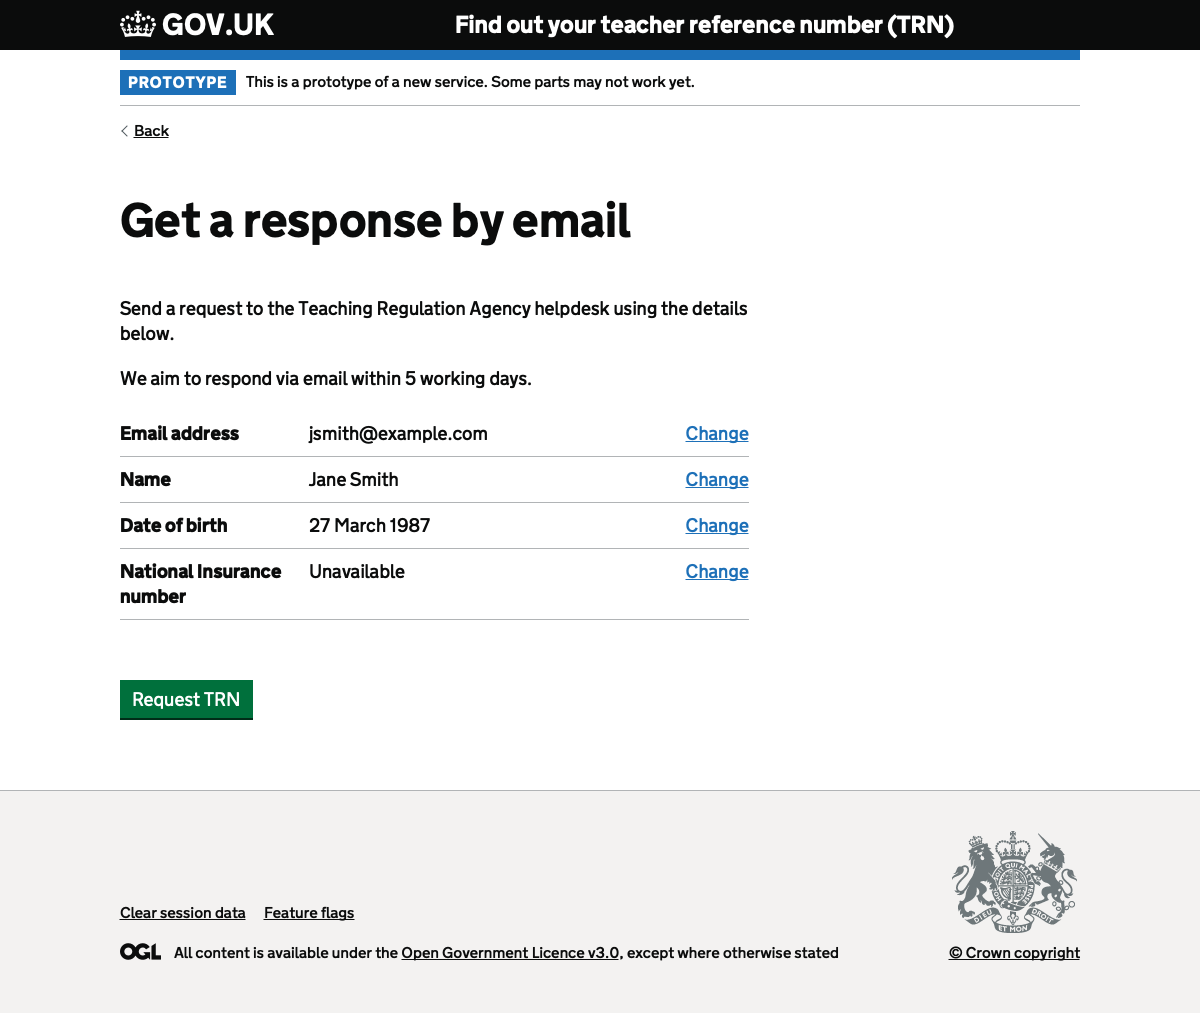 GOV.UK
Find out your teacher reference number (TRN)
PROTOTYPE This is a prototype of a new service. Some parts may not work yet.
Back
Get a response by email
Send a request to the Teaching Regulation Agency helpdesk using the details
below.
We aim to respond via email within 5 working days.
Email address jsmith@example.com Change
Name Jane Smith Change
Date of birth 27 March 1987 Change
National Insurance Unavailable Change
number
Request TRN
DIEU ET MON DROIT
Clear session data Feature flags
OGL All content is available under the Open Government Licence v3.0, except where otherwise stated
© Crown copyright